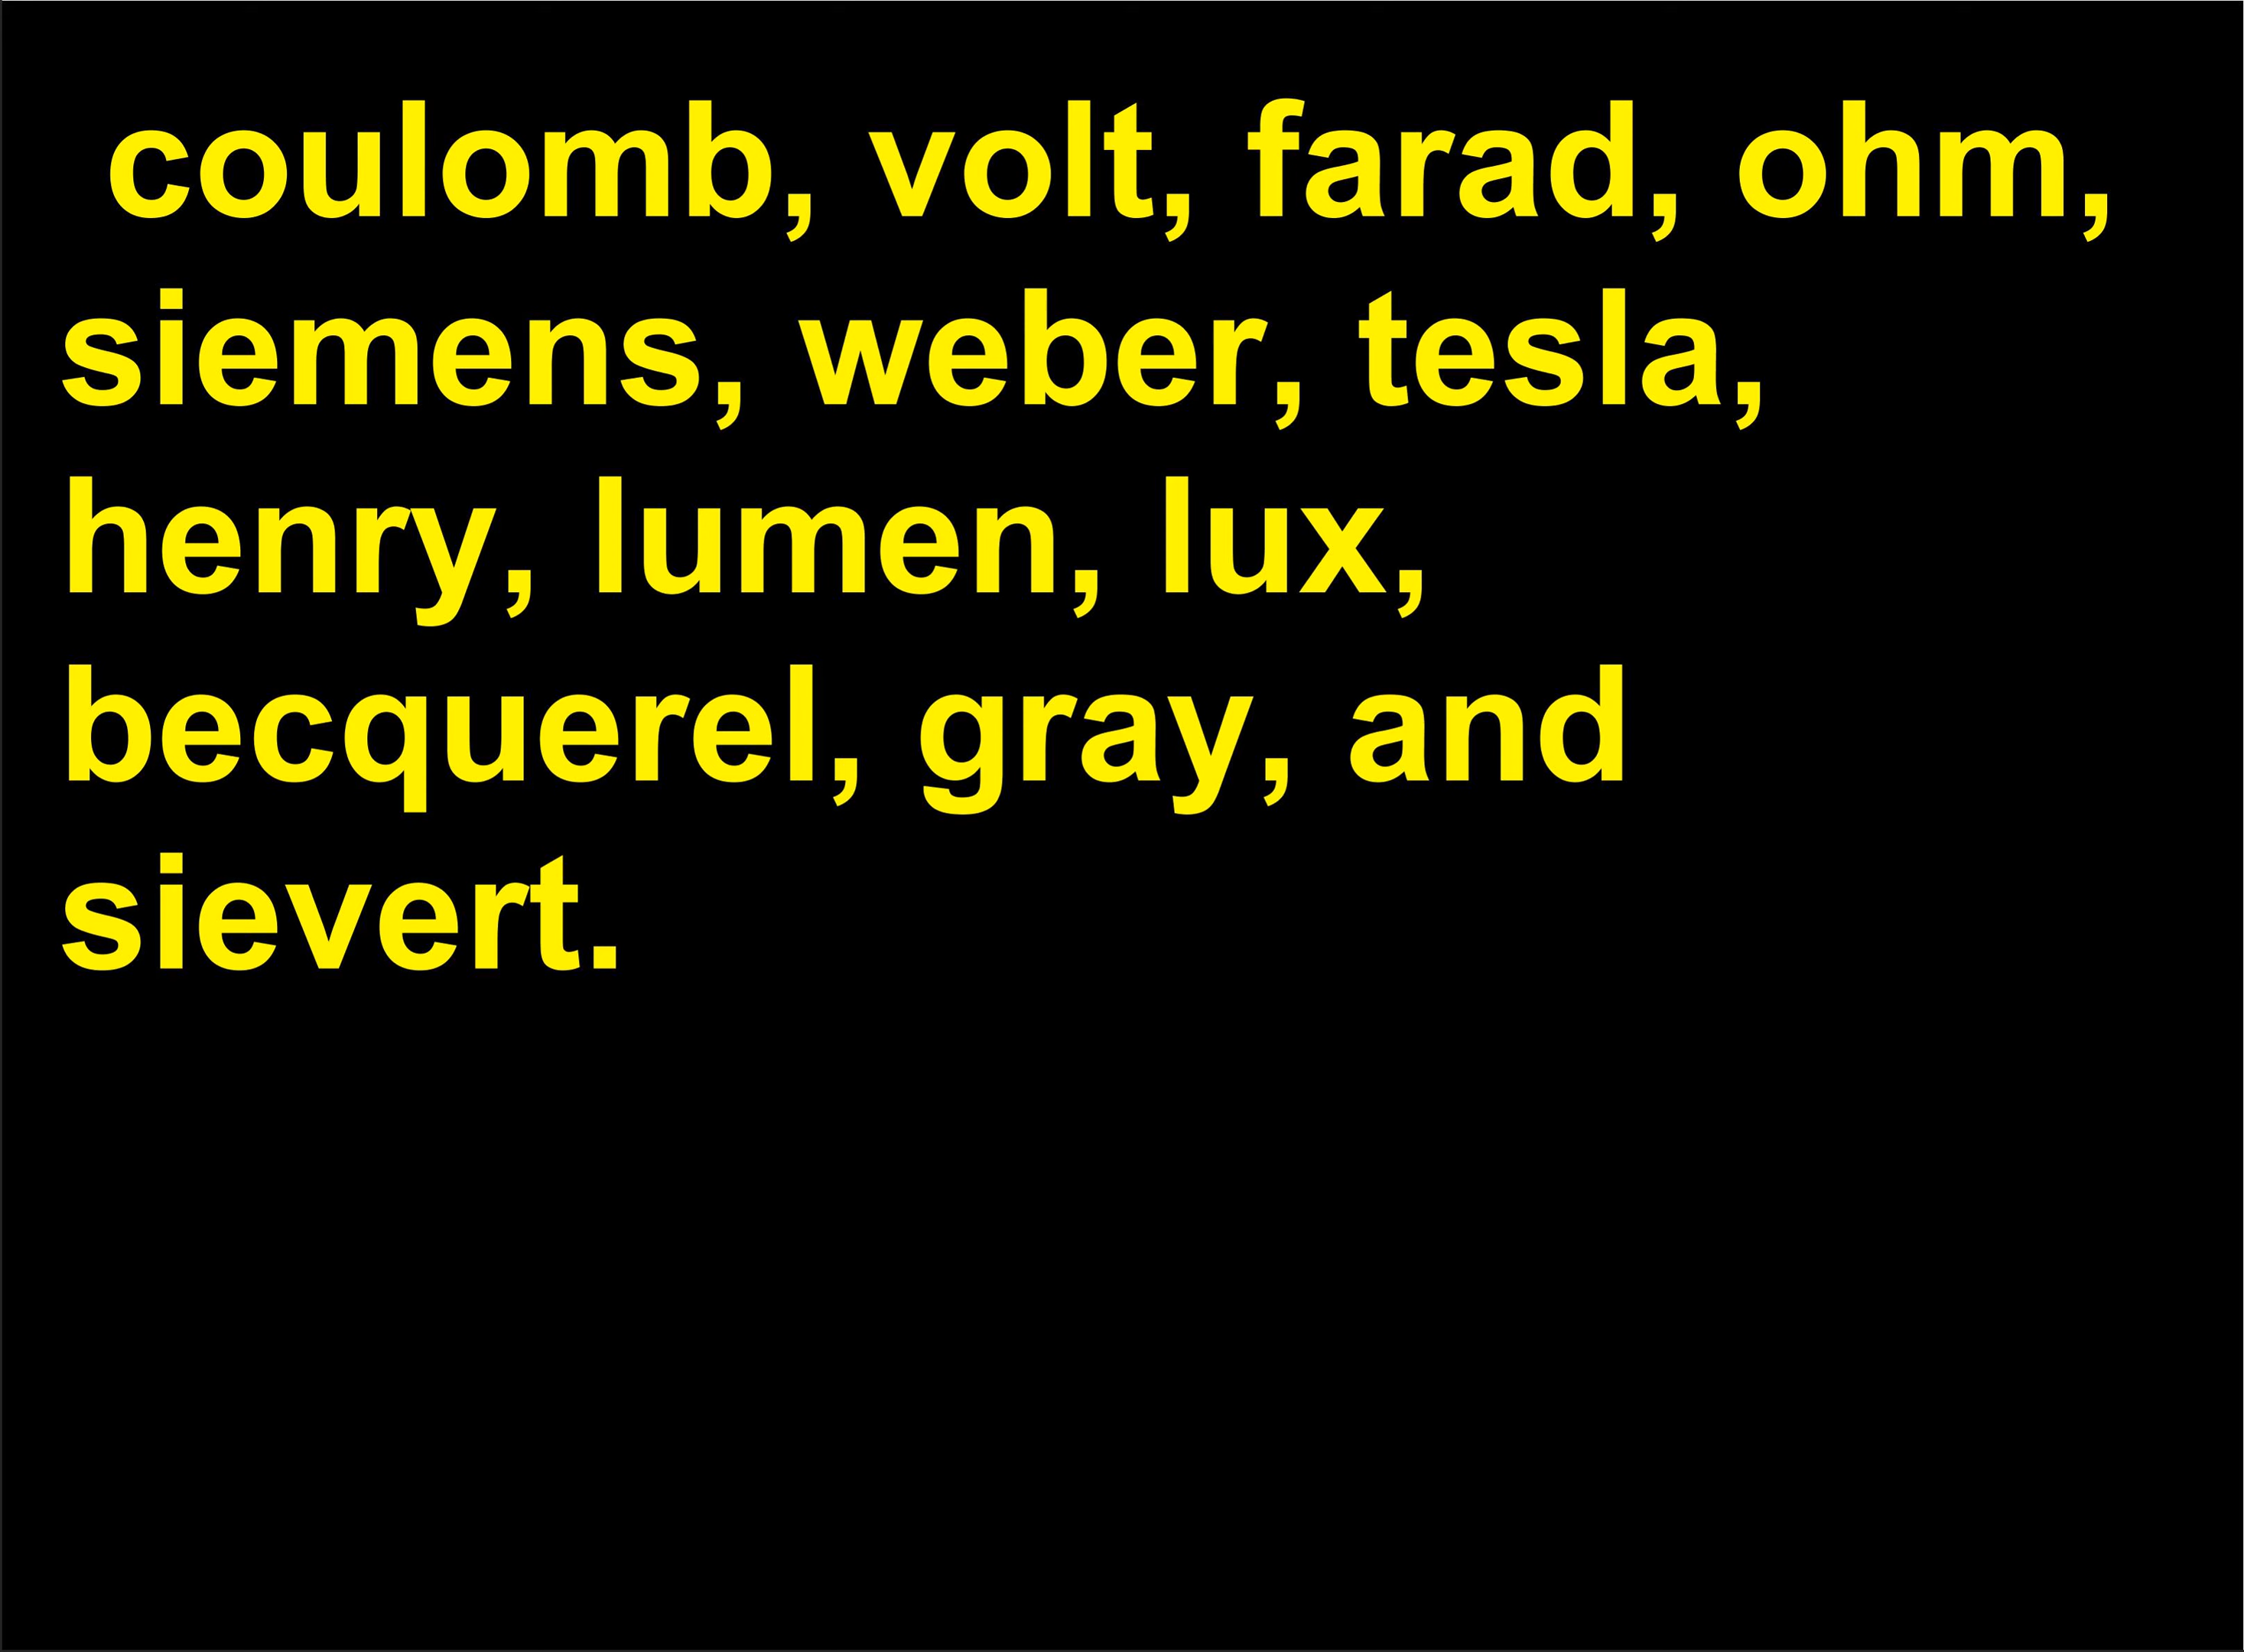 coulomb, volt, farad, ohm,
siemens, weber, tesla,
henry, lumen, lux,
becquerel, gray, and
sievert.